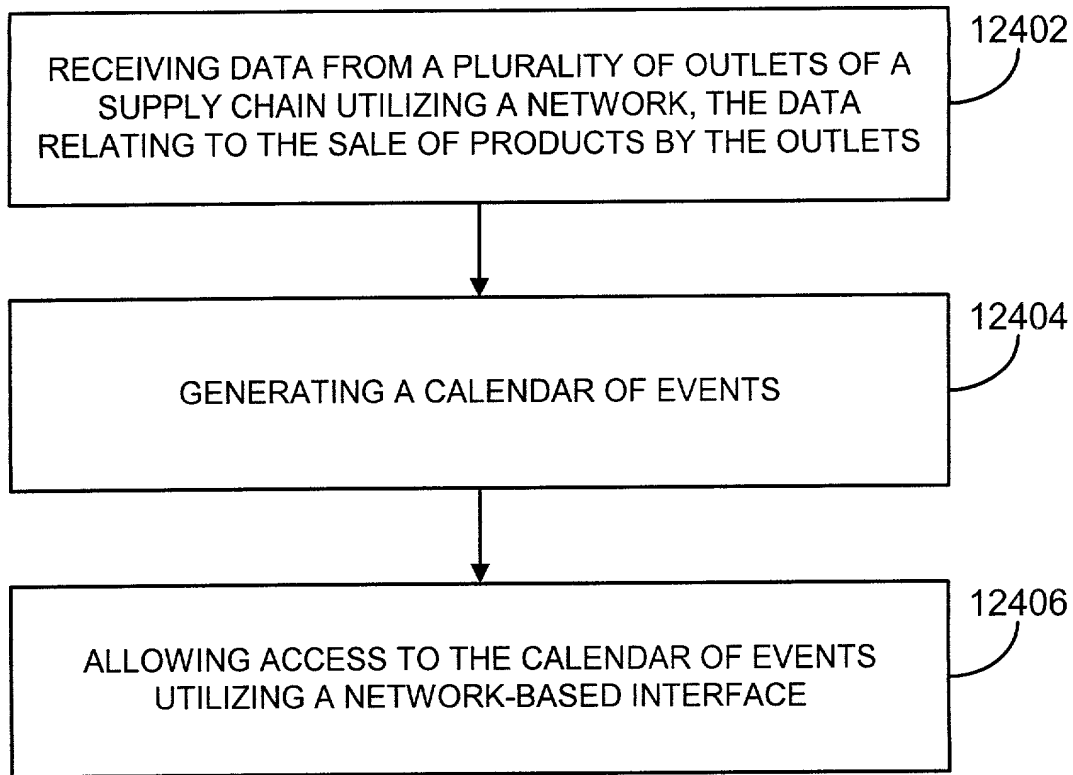 12402
RECEIVING DATA FROM A PLURALITY OF OUTLETS OF A
SUPPLY CHAIN UTILIZING A NETWORK, THE DATA
RELATING TO THE SALE OF PRODUCTS BY THE OUTLETS
12404
GENERATING A CALENDAR OF EVENTS
12406
ALLOWING ACCESS TO THE CALENDAR OF EVENTS
UTILIZING A NETWORK-BASED INTERFACE